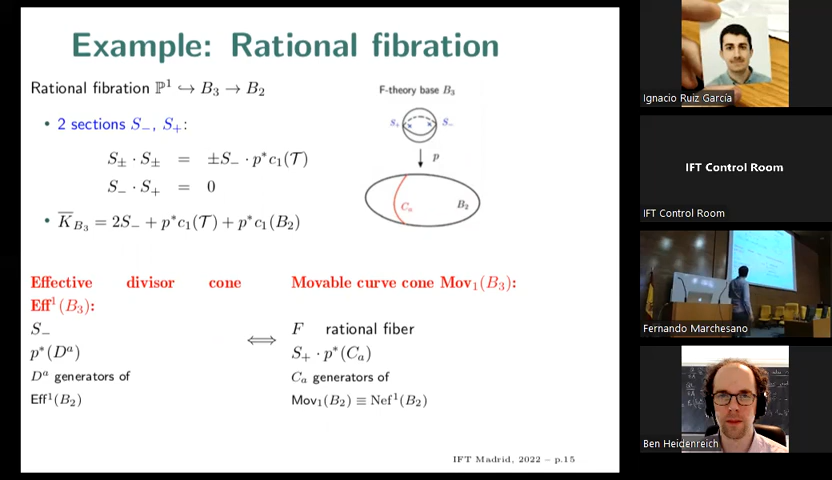 Example: Rational fibration
Rational fibration ℙ¹ ↪ B₃ → B₂
• 2 sections S₋, S₊:
S± · S± = ±S₋ · p*c₁(𝒯)
S₋ · S₊ = 0
• K̅_B₃ = 2S₋ + p*c₁(𝒯) + p*c₁(B₂)
F-theory base B₃
S₊ S₋
p
Cₐ B₂
Effective divisor cone
Eff¹(B₃):
S₋
p*(Dᵃ)
Dᵃ generators of
Eff¹(B₂)
⟺
Movable curve cone Mov₁(B₃):
F rational fiber
S₊ · p*(Cₐ)
Cₐ generators of
Mov₁(B₂) ≡ Nef¹(B₂)
IFT Madrid, 2022 – p.15
Ignacio Ruiz García
IFT Control Room
IFT Control Room
Fernando Marchesano
Ben Heidenreich